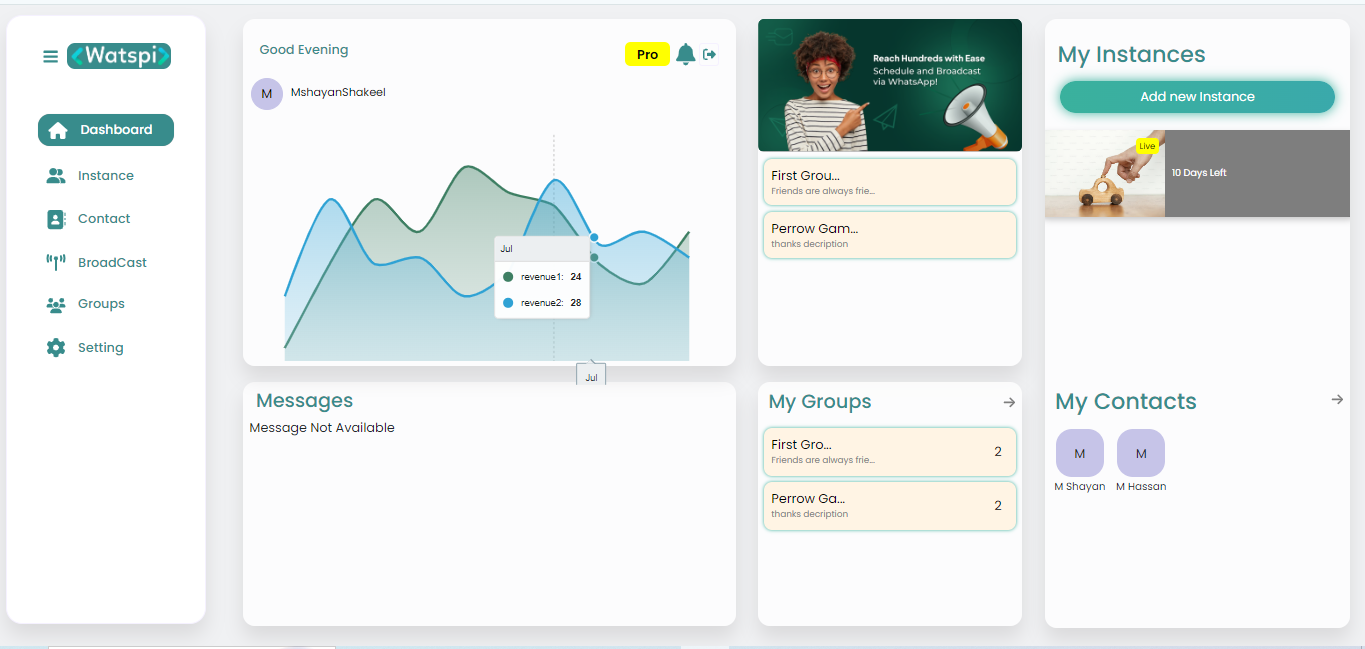 Watspi
Dashboard
Instance
Contact
BroadCast
Groups
Setting
Good Evening
Pro
M
MshayanShakeel
Jul
revenue1: 24
revenue2: 28
Jul
Messages
Message Not Available
Reach Hundreds with Ease
Schedule and Broadcast
via WhatsApp!
First Grou...
Friends are always frie...
Perrow Gam...
thanks decription
My Groups
First Gro...
Friends are always frie...
2
Perrow Ga...
thanks decription
2
My Instances
Add new Instance
Live
10 Days Left
My Contacts
M
M Shayan
M
M Hassan